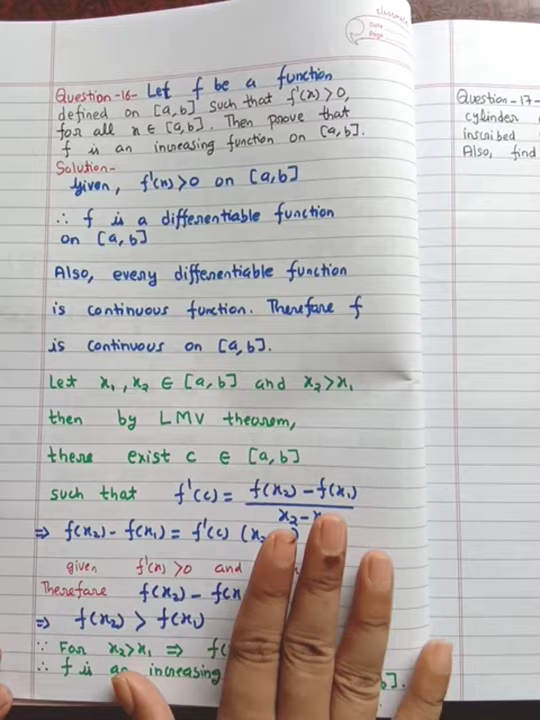 classmate
Date
Page
Question-16- Let f be a function
defined on [a,b] such that f'(x) > 0,
for all x ∈ [a,b]. Then prove that
f is an increasing function on [a,b].
Solution-
Given, f'(x) > 0 on [a,b]
∴ f is a differentiable function
on [a,b]
Also, every differentiable function
is continuous function. Therefore f
is continuous on [a,b].
Let x₁, x₂ ∈ [a,b] and x₂ > x₁
then by LMV theorem,
there exist c ∈ [a,b]
such that f'(c) = f(x₂) - f(x₁)
x₂ -
⇒ f(x₂) - f(x₁) = f'(c) (x₂ )
given f'(x) > 0 and
Therefore f(x₂) -
⇒ f(x₂) > f(x₁)
∵ For x₂ > x₁ ⇒
∴ f is an increasing b].
Question-17-
cylinder
inscribed
Also, find